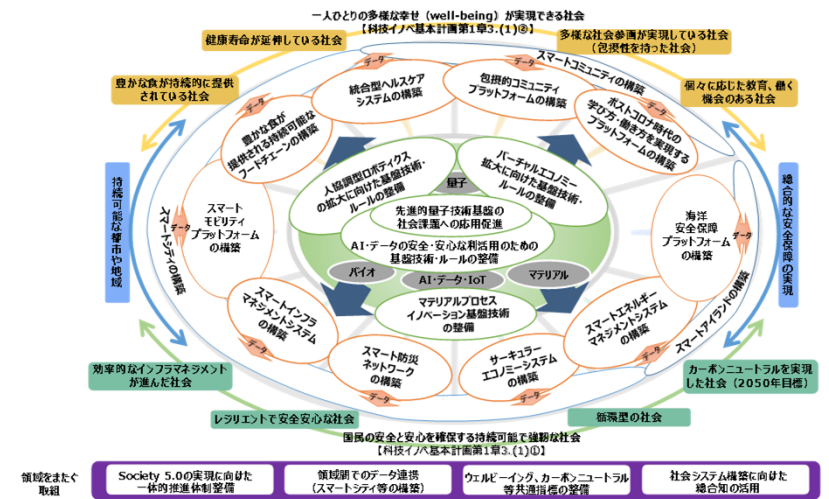 一人ひとりの多様な幸せ（well-being）が実現できる社会
【科技イノベ基本計画第1章3.(1)②】
健康寿命が延伸している社会
多様な社会参画が実現している社会
（包摂性を持った社会）
豊かな食が持続的に提供
されている社会
個々に応じた教育、働く
機会のある社会
スマートコミュニティの構築
データ
統合型ヘルスケア
システムの構築
データ
包摂的コミュニティ
プラットフォームの構築
データ
豊かな食が
提供される持続可能な
フードチェーンの構築
データ
ポストコロナ時代の
学び方・働き方を実現する
プラットフォームの構築
人協調型ロボティクス
の拡大に向けた基盤技術・
ルールの整備
量子
バーチャルエコノミー
拡大に向けた基盤技術・
ルールの整備
先進的量子技術基盤の
社会課題への応用促進
AI・データの安全・安心な利活用のための
基盤技術・ルールの整備
バイオ
AI・データ・IoT
マテリアル
マテリアルプロセス
イノベーション基盤技術
の整備
持続可能な都市や地域
スマートシティの構築
データ
スマート
モビリティ
プラットフォーム
の構築
海洋
安全保障
プラットフォーム
の構築
データ
総合的な安全保障の実現
スマートインフラ
マネジメントシステム
の構築
データ
スマートエネルギー
マネジメントシステム
の構築
データ
スマートアイランドの構築
スマート防災
ネットワーク
の構築
データ
サーキュラー
エコノミーシステム
の構築
データ
効率的なインフラマネラメント
が進んだ社会
カーボンニュートラルを実現
した社会（2050年目標）
レラリエントで安全安心な社会
循環型の社会
国民の安全と安心を確保する持続可能で強靱な社会
【科技イノベ基本計画第1章3.(1)①】
領域をまたぐ
取組
Society 5.0の実現に向けた
一体的推進体制整備
領域間でのデータ連携
（スマートシティ等の構築）
ウェルビーイング、カーボンニュートラル
等共通指標の整備
社会システム構築に向けた
総合知の活用